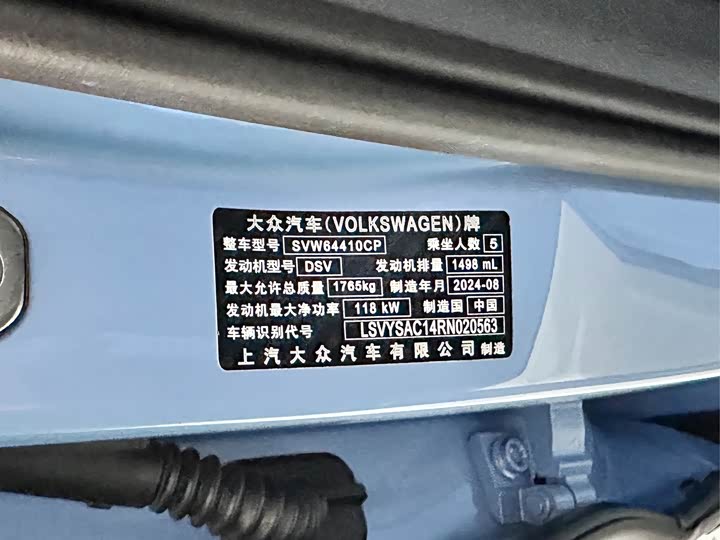 大众汽车(VOLKSWAGEN)牌
整车型号 SVW64410CP 乘坐人数 5
发动机型号 DSV 发动机排量 1498 mL
最大允许总质量 1765kg 制造年月 2024-08
发动机最大净功率 118 kW 制造国 中国
车辆识别代号 LSVYSAC14RN020563
上汽大众汽车有限公司 制造